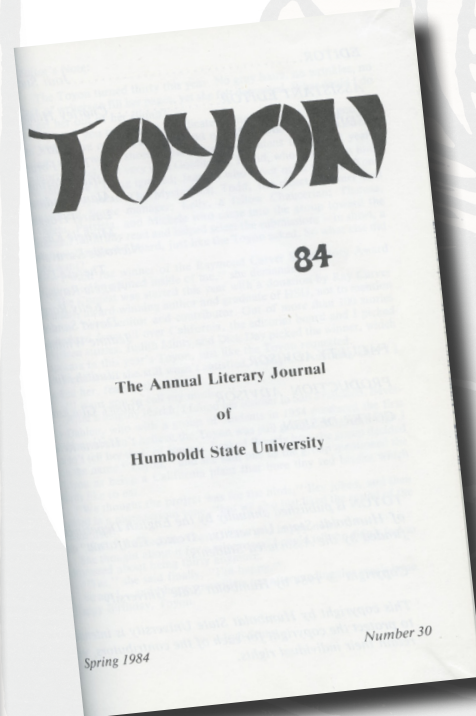 TOYON
84
The Annual Literary Journal
of
Humboldt State University
Spring 1984
Number 30